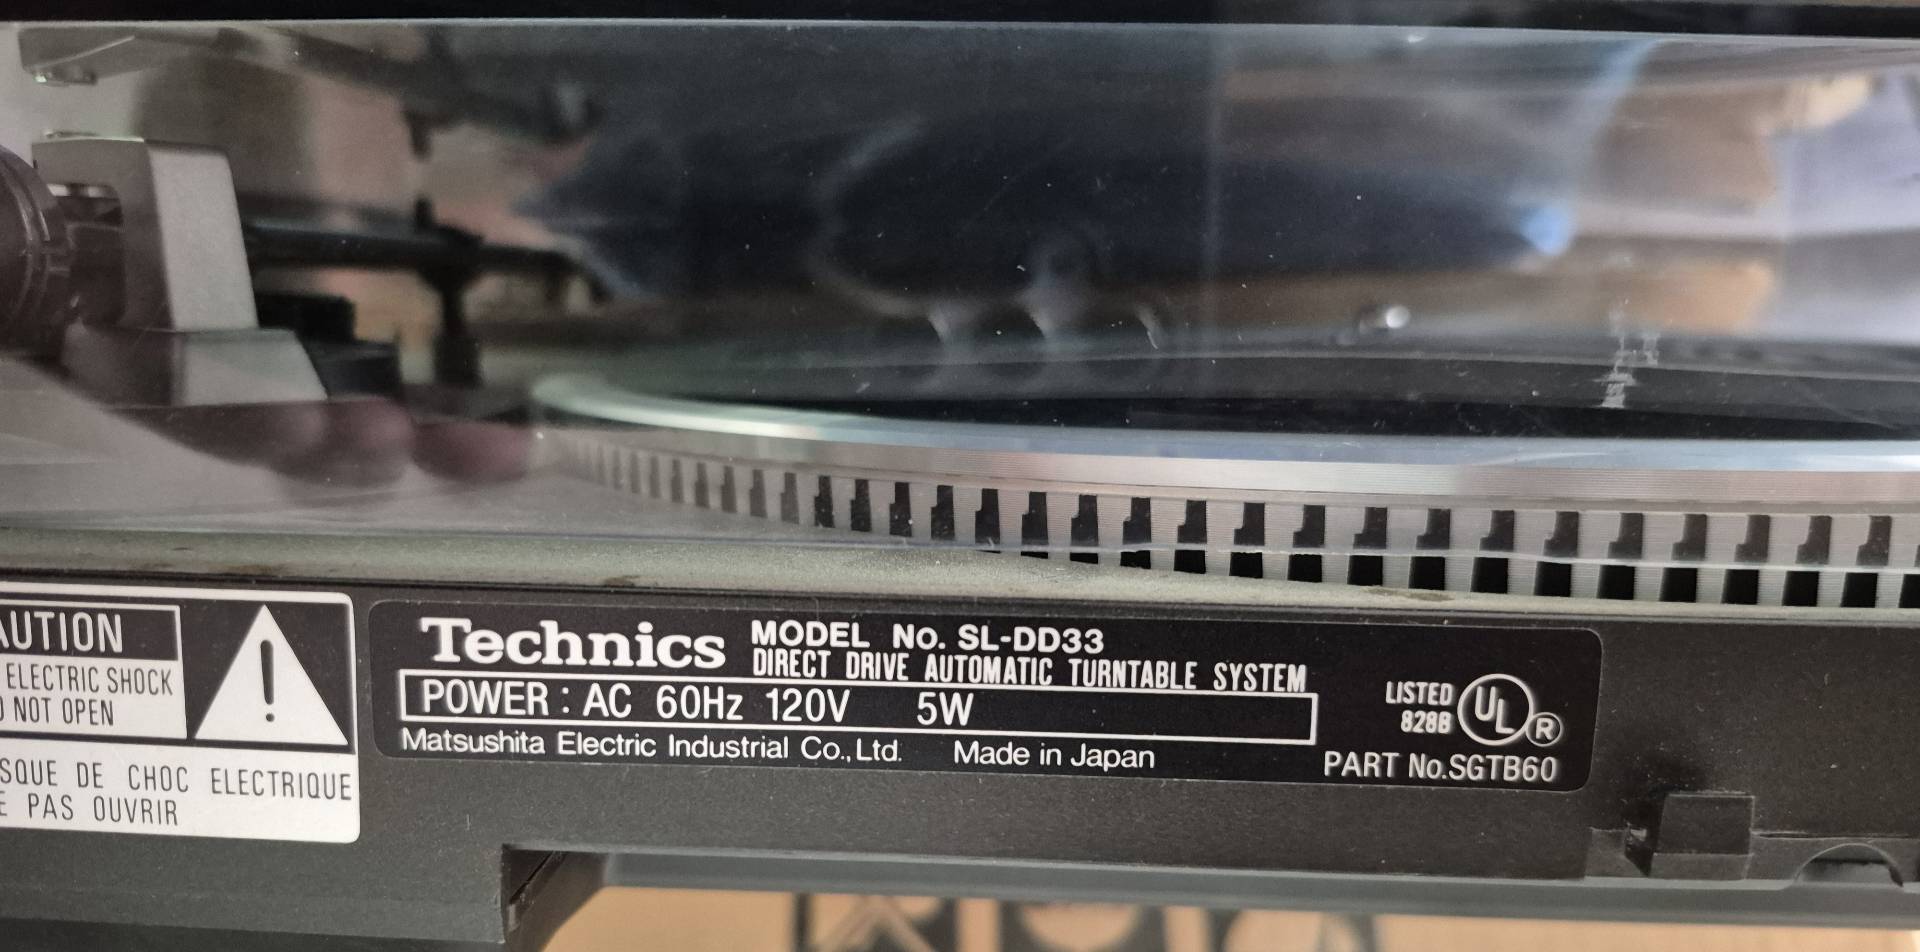 AUTION
ELECTRIC SHOCK
NOT OPEN
SQUE DE CHOC ELECTRIQUE
PAS OUVRIR
Technics MODEL No. SL-DD33
DIRECT DRIVE AUTOMATIC TURNTABLE SYSTEM
POWER : AC 60Hz 120V 5W
Matsushita Electric Industrial Co., Ltd. Made in Japan
LISTED
828B
UL R
PART No.SGTB60